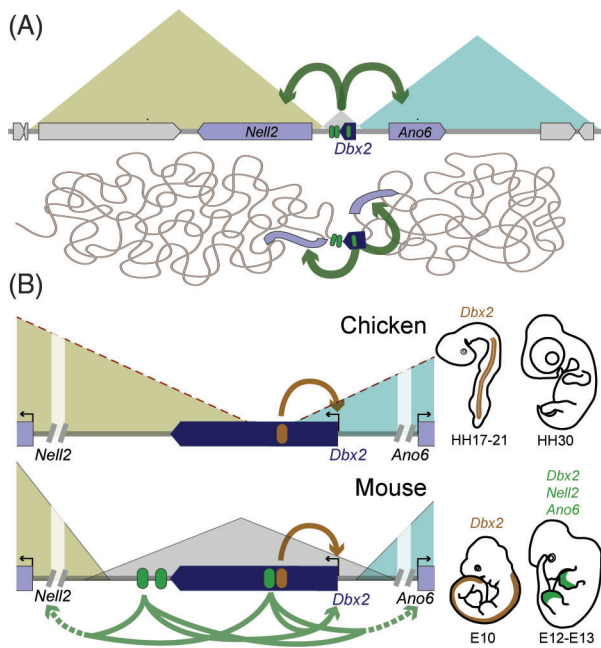 (A)
Nell2
Dbx2
Ano6
(B)
Chicken
Nell2
Dbx2
Ano6
Dbx2
HH17-21
HH30
Mouse
Nell2
Dbx2
Ano6
Dbx2
E10
Dbx2
Nell2
Ano6
E12-E13